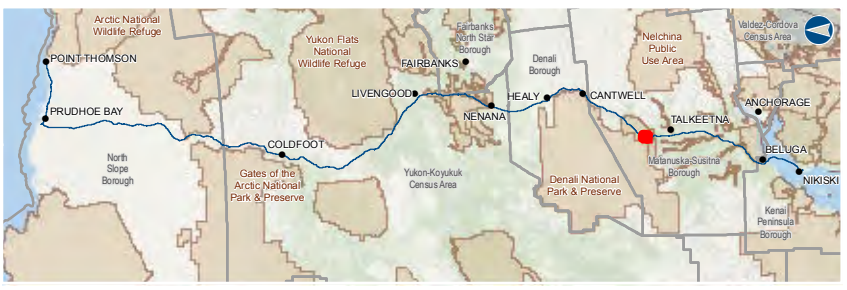 Arctic National
Wildlife Refuge
POINT THOMSON
PRUDHOE BAY
North
Slope
Borough
COLDFOOT
Gates of the
Arctic National
Park & Preserve
Yukon Flats
National
Wildlife Refuge
Fairbanks
North Star
Borough
FAIRBANKS
LIVENGOOD
NENANA
Yukon-Koyukuk
Census Area
Denali
Borough
HEALY
CANTWELL
Denali National
Park & Preserve
Nelchina
Public
Use Area
TALKEETNA
Matanuska-Susitna
Borough
Valdez-Cordova
Census Area
ANCHORAGE
BELUGA
NIKISKI
Kenai
Peninsula
Borough